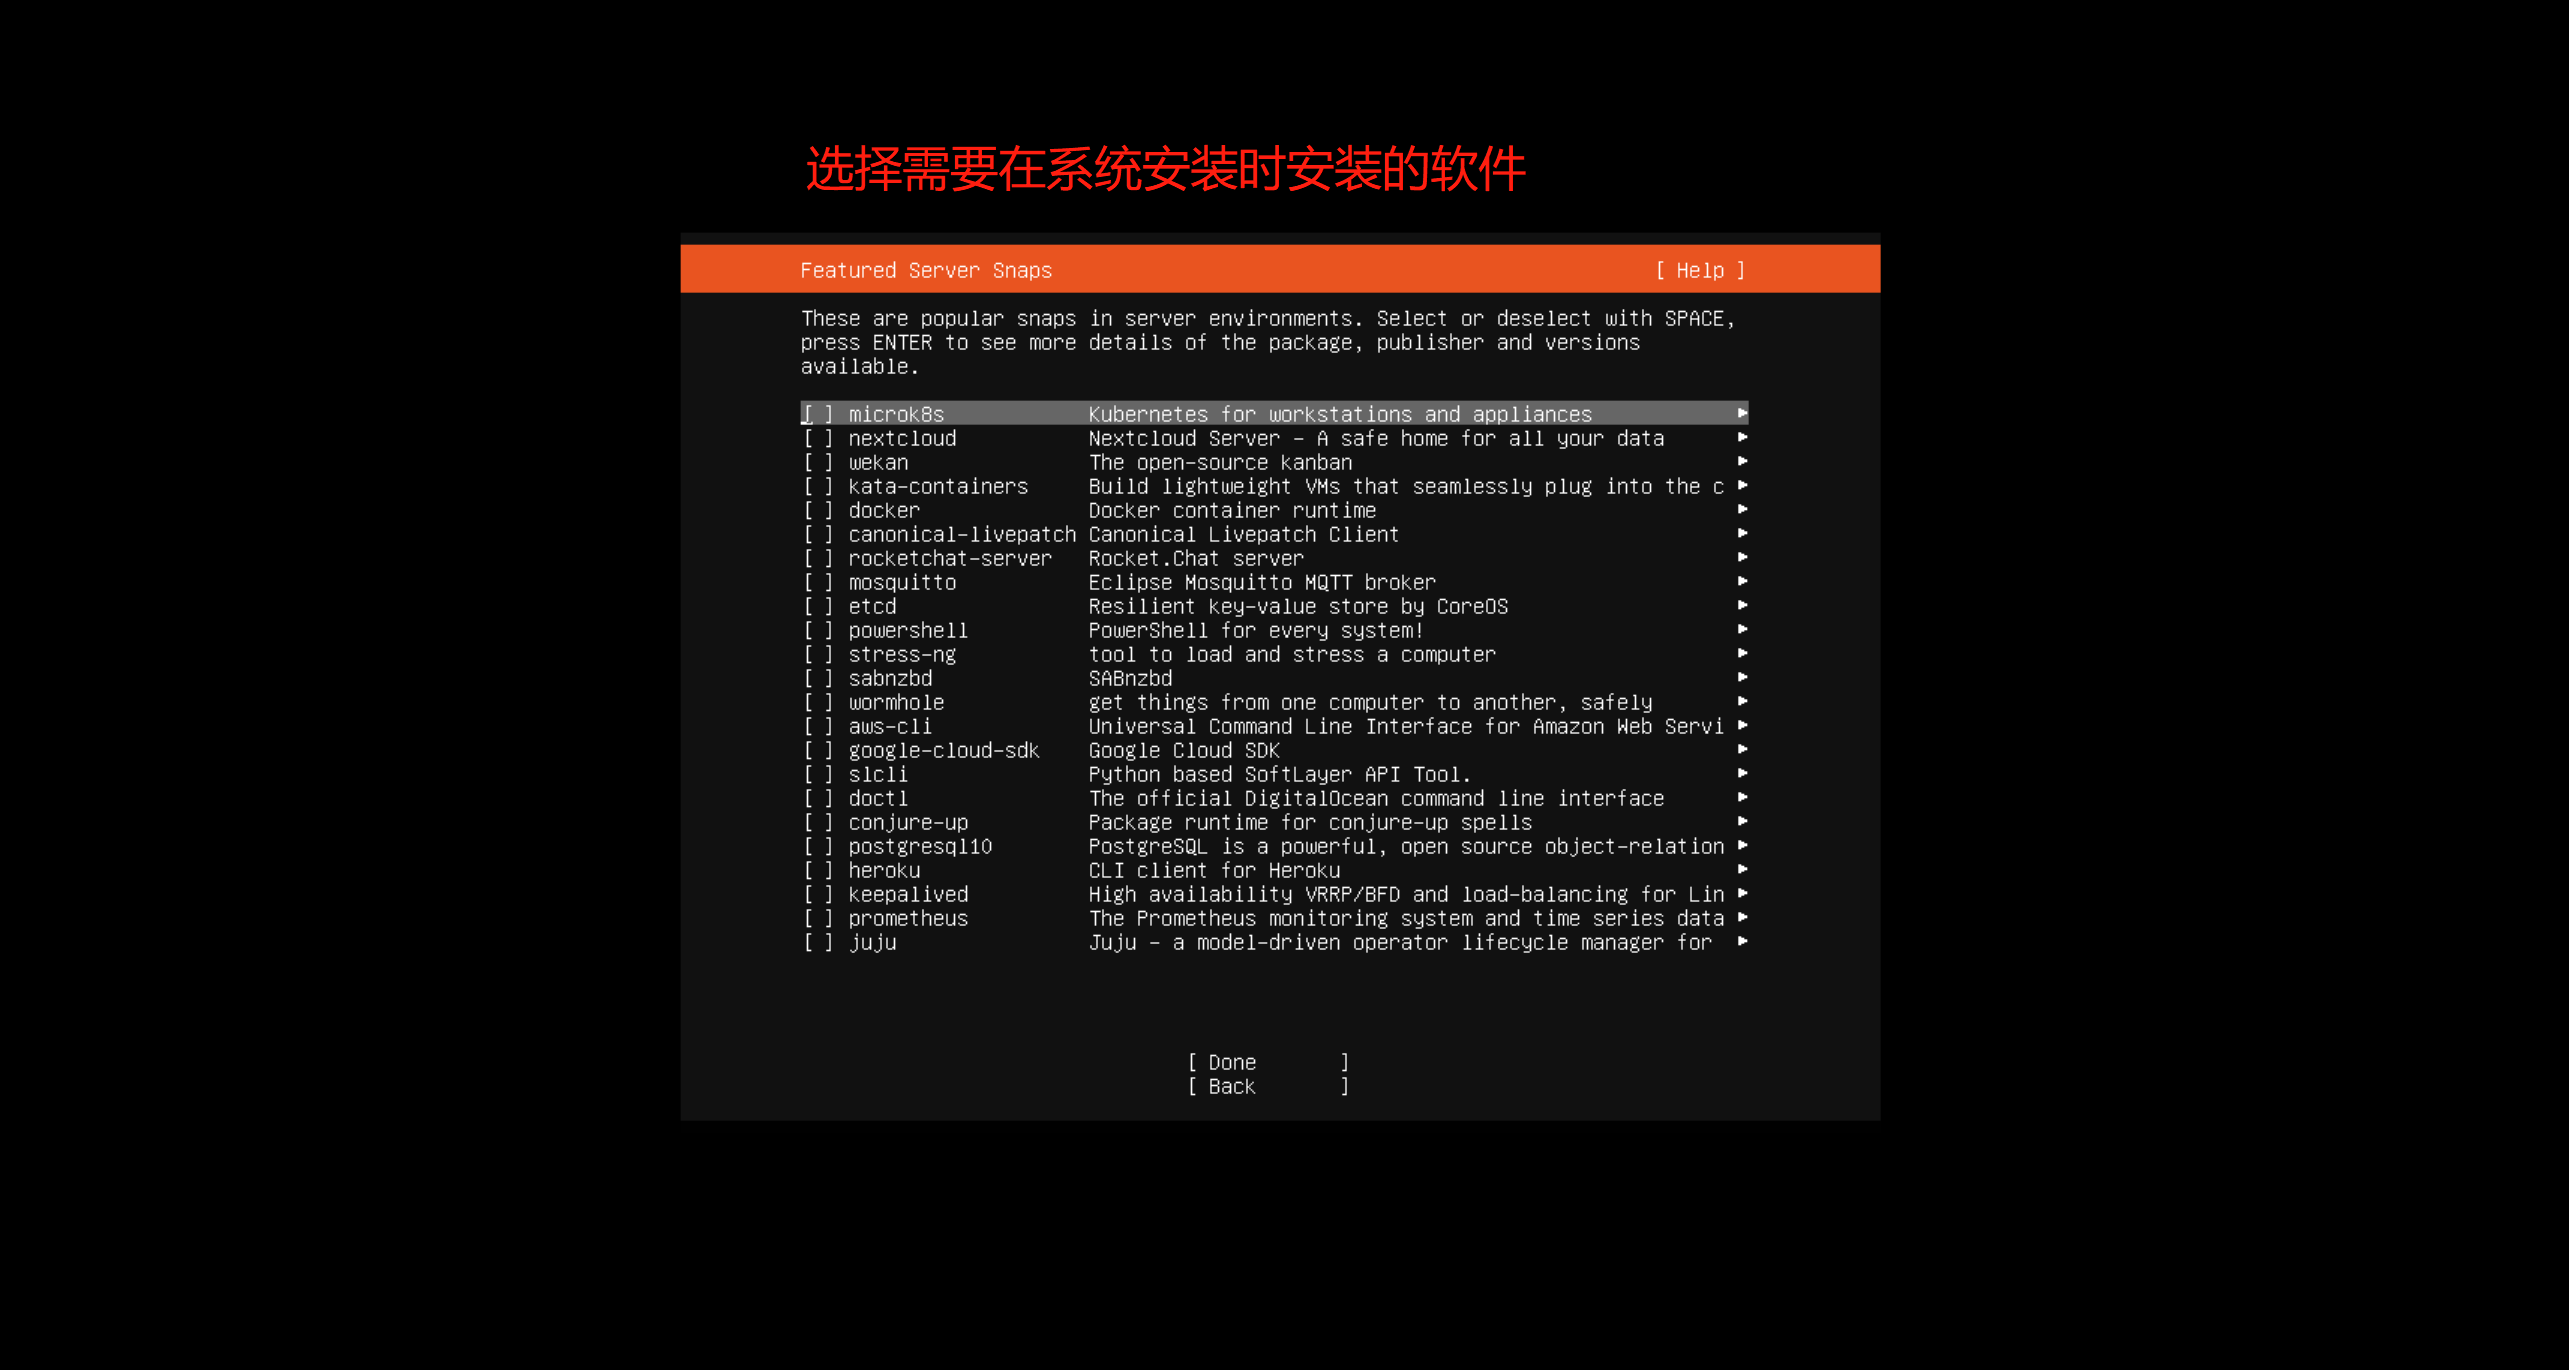 选择需要在系统安装时安装的软件
Featured Server Snaps [ Help ]
These are popular snaps in server environments. Select or deselect with SPACE,
press ENTER to see more details of the package, publisher and versions
available.
[ ] microk8s Kubernetes for workstations and appliances ►
[ ] nextcloud Nextcloud Server - A safe home for all your data ►
[ ] wekan The open-source kanban ►
[ ] kata-containers Build lightweight VMs that seamlessly plug into the c ►
[ ] docker Docker container runtime ►
[ ] canonical-livepatch Canonical Livepatch Client ►
[ ] rocketchat-server Rocket.Chat server ►
[ ] mosquitto Eclipse Mosquitto MQTT broker ►
[ ] etcd Resilient key-value store by CoreOS ►
[ ] powershell PowerShell for every system! ►
[ ] stress-ng tool to load and stress a computer ►
[ ] sabnzbd SABnzbd ►
[ ] wormhole get things from one computer to another, safely ►
[ ] aws-cli Universal Command Line Interface for Amazon Web Servi ►
[ ] google-cloud-sdk Google Cloud SDK ►
[ ] slcli Python based SoftLayer API Tool. ►
[ ] doctl The official DigitalOcean command line interface ►
[ ] conjure-up Package runtime for conjure-up spells ►
[ ] postgresql10 PostgreSQL is a powerful, open source object-relation ►
[ ] heroku CLI client for Heroku ►
[ ] keepalived High availability VRRP/BFD and load-balancing for Lin ►
[ ] prometheus The Prometheus monitoring system and time series data ►
[ ] juju Juju - a model-driven operator lifecycle manager for ►
[ Done ]
[ Back ]